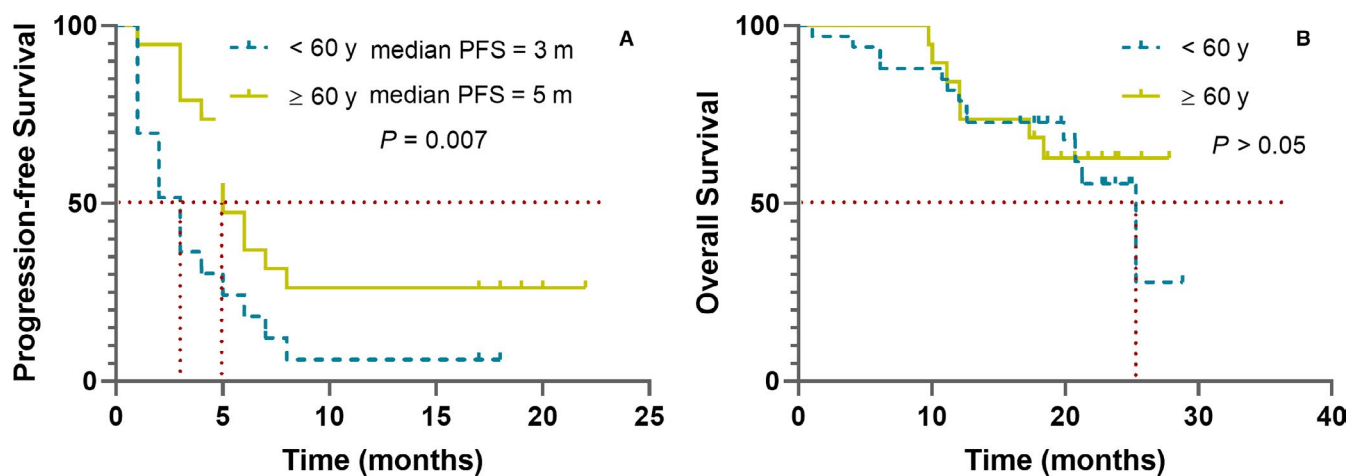 A
< 60 y median PFS = 3 m
≥ 60 y median PFS = 5 m
P = 0.007
Progression-free Survival
100
50
0
0 5 10 15 20 25
Time (months)
B
< 60 y
≥ 60 y
P > 0.05
Overall Survival
100
50
0
0 10 20 30 40
Time (months)